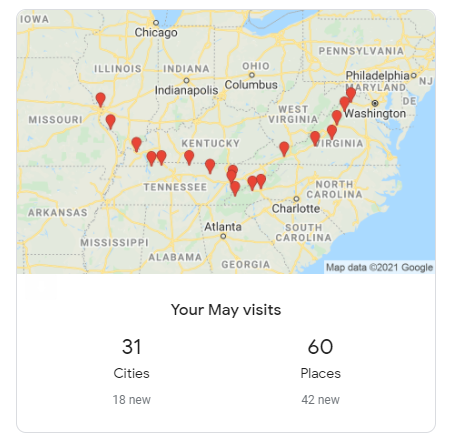 IOWA
Chicago
PENNSYLVANIA
ILLINOIS
INDIANA
OHIO
Philadelphia
NJ
Indianapolis
Columbus
MARYLAND
DE
WEST
VIRGINIA
Washington
MISSOURI
KENTUCKY
VIRGINIA
TENNESSEE
NORTH
CAROLINA
Charlotte
ARKANSAS
Atlanta
SOUTH
CAROLINA
MISSISSIPPI
ALABAMA
GEORGIA
Map data ©2021 Google
Your May visits
31 60
Cities Places
18 new 42 new